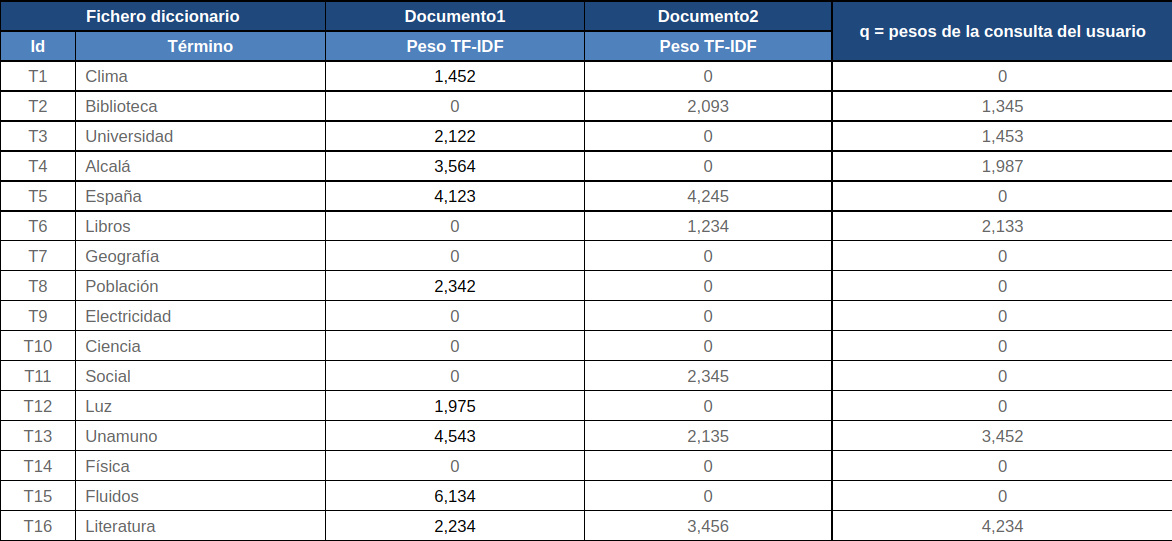 Fichero diccionario Documento1 Documento2 q = pesos de la consulta del usuario
Id Término Peso TF-IDF Peso TF-IDF
T1 Clima 1,452 0 0
T2 Biblioteca 0 2,093 1,345
T3 Universidad 2,122 0 1,453
T4 Alcalá 3,564 0 1,987
T5 España 4,123 4,245 0
T6 Libros 0 1,234 2,133
T7 Geografía 0 0 0
T8 Población 2,342 0 0
T9 Electricidad 0 0 0
T10 Ciencia 0 0 0
T11 Social 0 2,345 0
T12 Luz 1,975 0 0
T13 Unamuno 4,543 2,135 3,452
T14 Física 0 0 0
T15 Fluidos 6,134 0 0
T16 Literatura 2,234 3,456 4,234